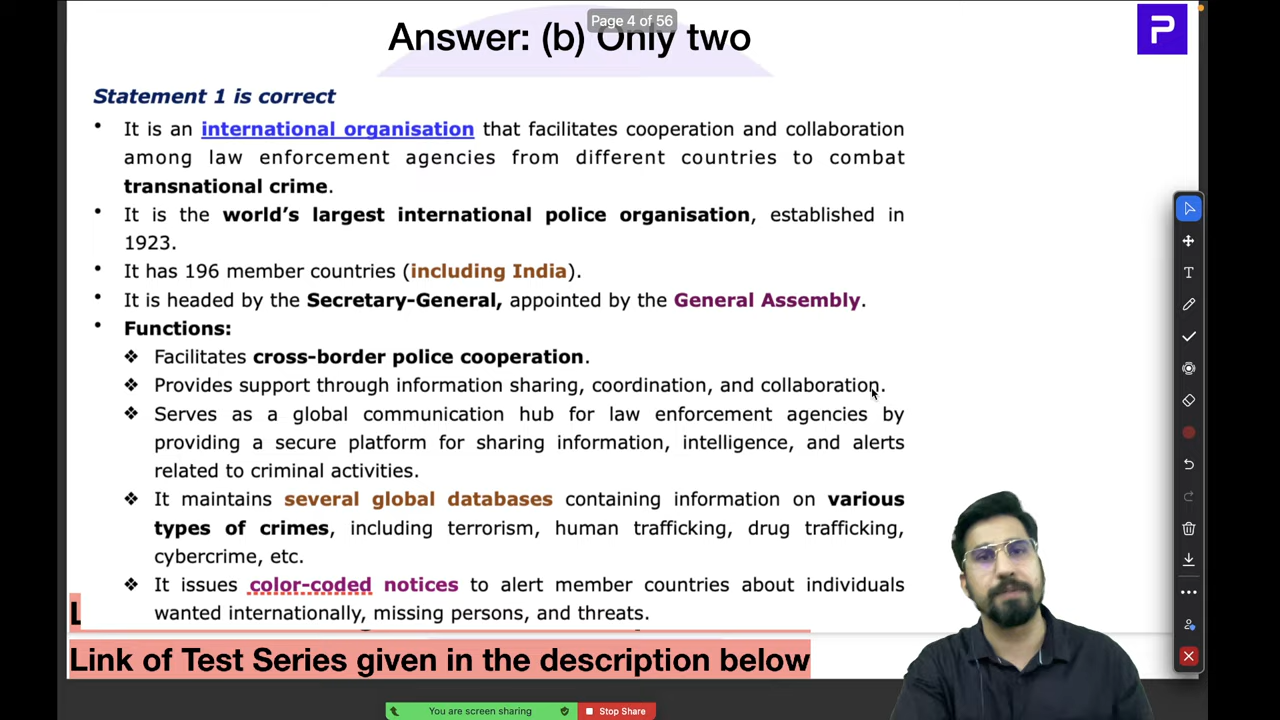 Page 4 of 56
Answer: (b) Only two
P
Statement 1 is correct
• It is an international organisation that facilitates cooperation and collaboration
among law enforcement agencies from different countries to combat
transnational crime.
• It is the world's largest international police organisation, established in
1923.
• It has 196 member countries (including India).
• It is headed by the Secretary-General, appointed by the General Assembly.
• Functions:
❖ Facilitates cross-border police cooperation.
❖ Provides support through information sharing, coordination, and collaboration.
❖ Serves as a global communication hub for law enforcement agencies by
providing a secure platform for sharing information, intelligence, and alerts
related to criminal activities.
❖ It maintains several global databases containing information on various
types of crimes, including terrorism, human trafficking, drug trafficking,
cybercrime, etc.
❖ It issues color-coded notices to alert member countries about individuals
wanted internationally, missing persons, and threats.
L
Link of Test Series given in the description below
You are screen sharing
Stop Share
T